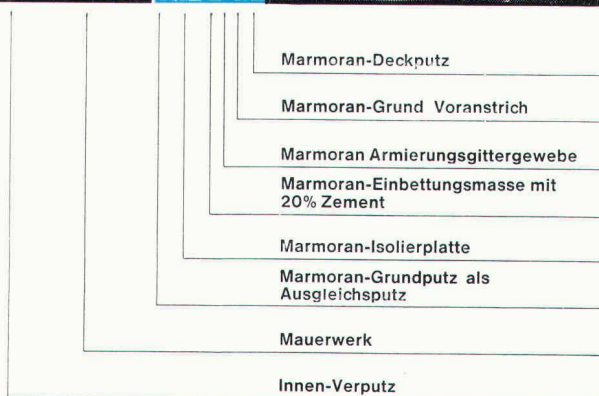 Marmoran-Deckputz
Marmoran-Grund Voranstrich
Marmoran Armierungsgittergewebe
Marmoran-Einbettungsmasse mit
20% Zement
Marmoran-Isolierplatte
Marmoran-Grundputz als
Ausgleichsputz
Mauerwerk
Innen-Verputz